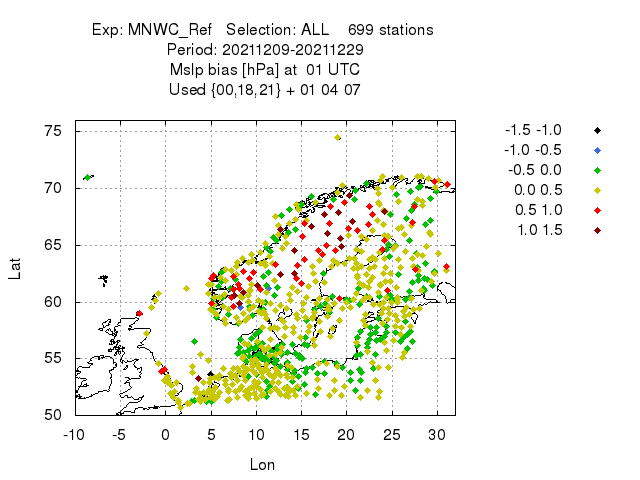 Exp: MNWC_Ref   Selection: ALL    699 stations
Period: 20211209-20211229
Mslp bias [hPa] at  01 UTC
Used {00,18,21} + 01 04 07
-1.5 -1.0
-1.0 -0.5
-0.5 0.0
0.0 0.5
0.5 1.0
1.0 1.5
75
70
65
60
55
50
Lat
-10 -5 0 5 10 15 20 25 30
Lon